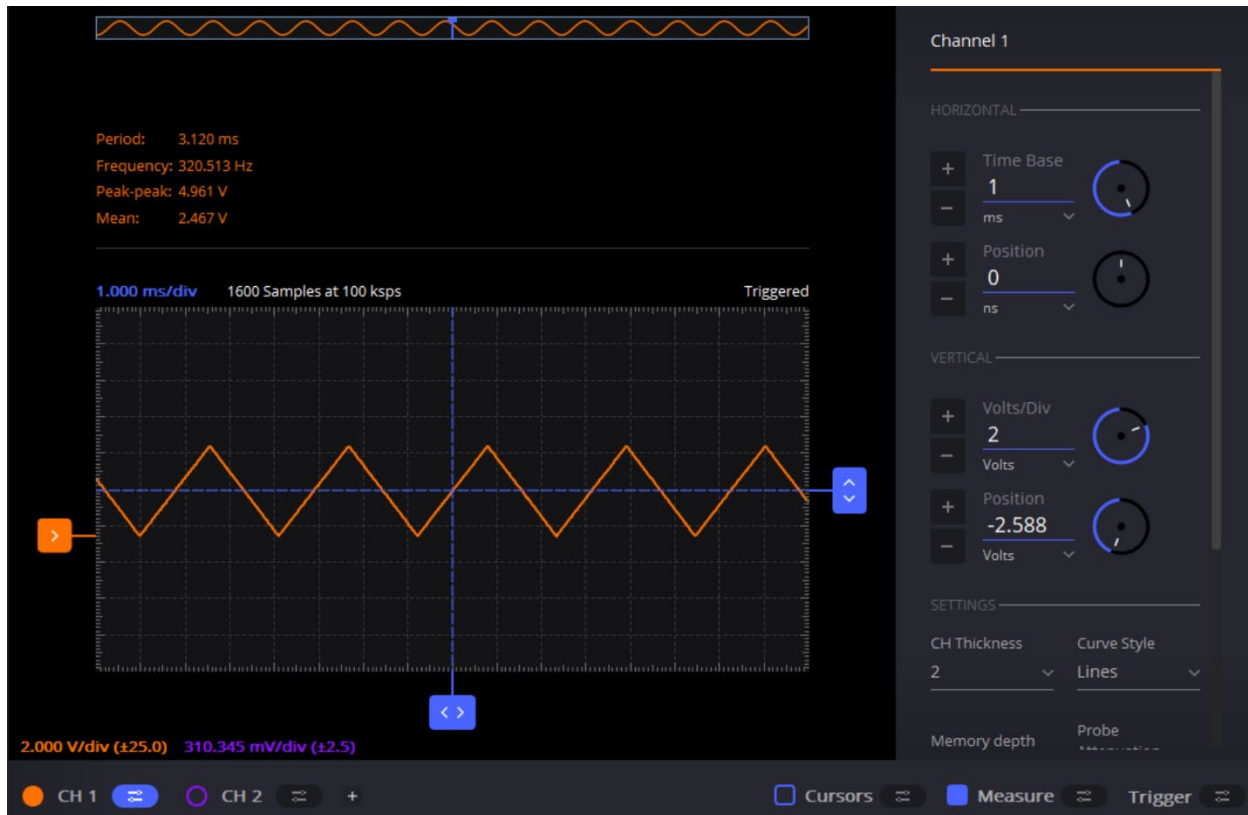 Channel 1
HORIZONTAL
Period: 3.120 ms
Frequency: 320.513 Hz
Peak-peak: 4.961 V
Mean: 2.467 V
+ Time Base
1
−
ms
+ Position
0
−
ns
1.000 ms/div 1600 Samples at 100 ksps Triggered
VERTICAL
+ Volts/Div
2
−
Volts
+ Position
-2.588
−
Volts
SETTINGS
CH Thickness Curve Style
2 Lines
Memory depth Probe
2.000 V/div (±25.0) 310.345 mV/div (±2.5)
CH 1 CH 2 + Cursors Measure Trigger